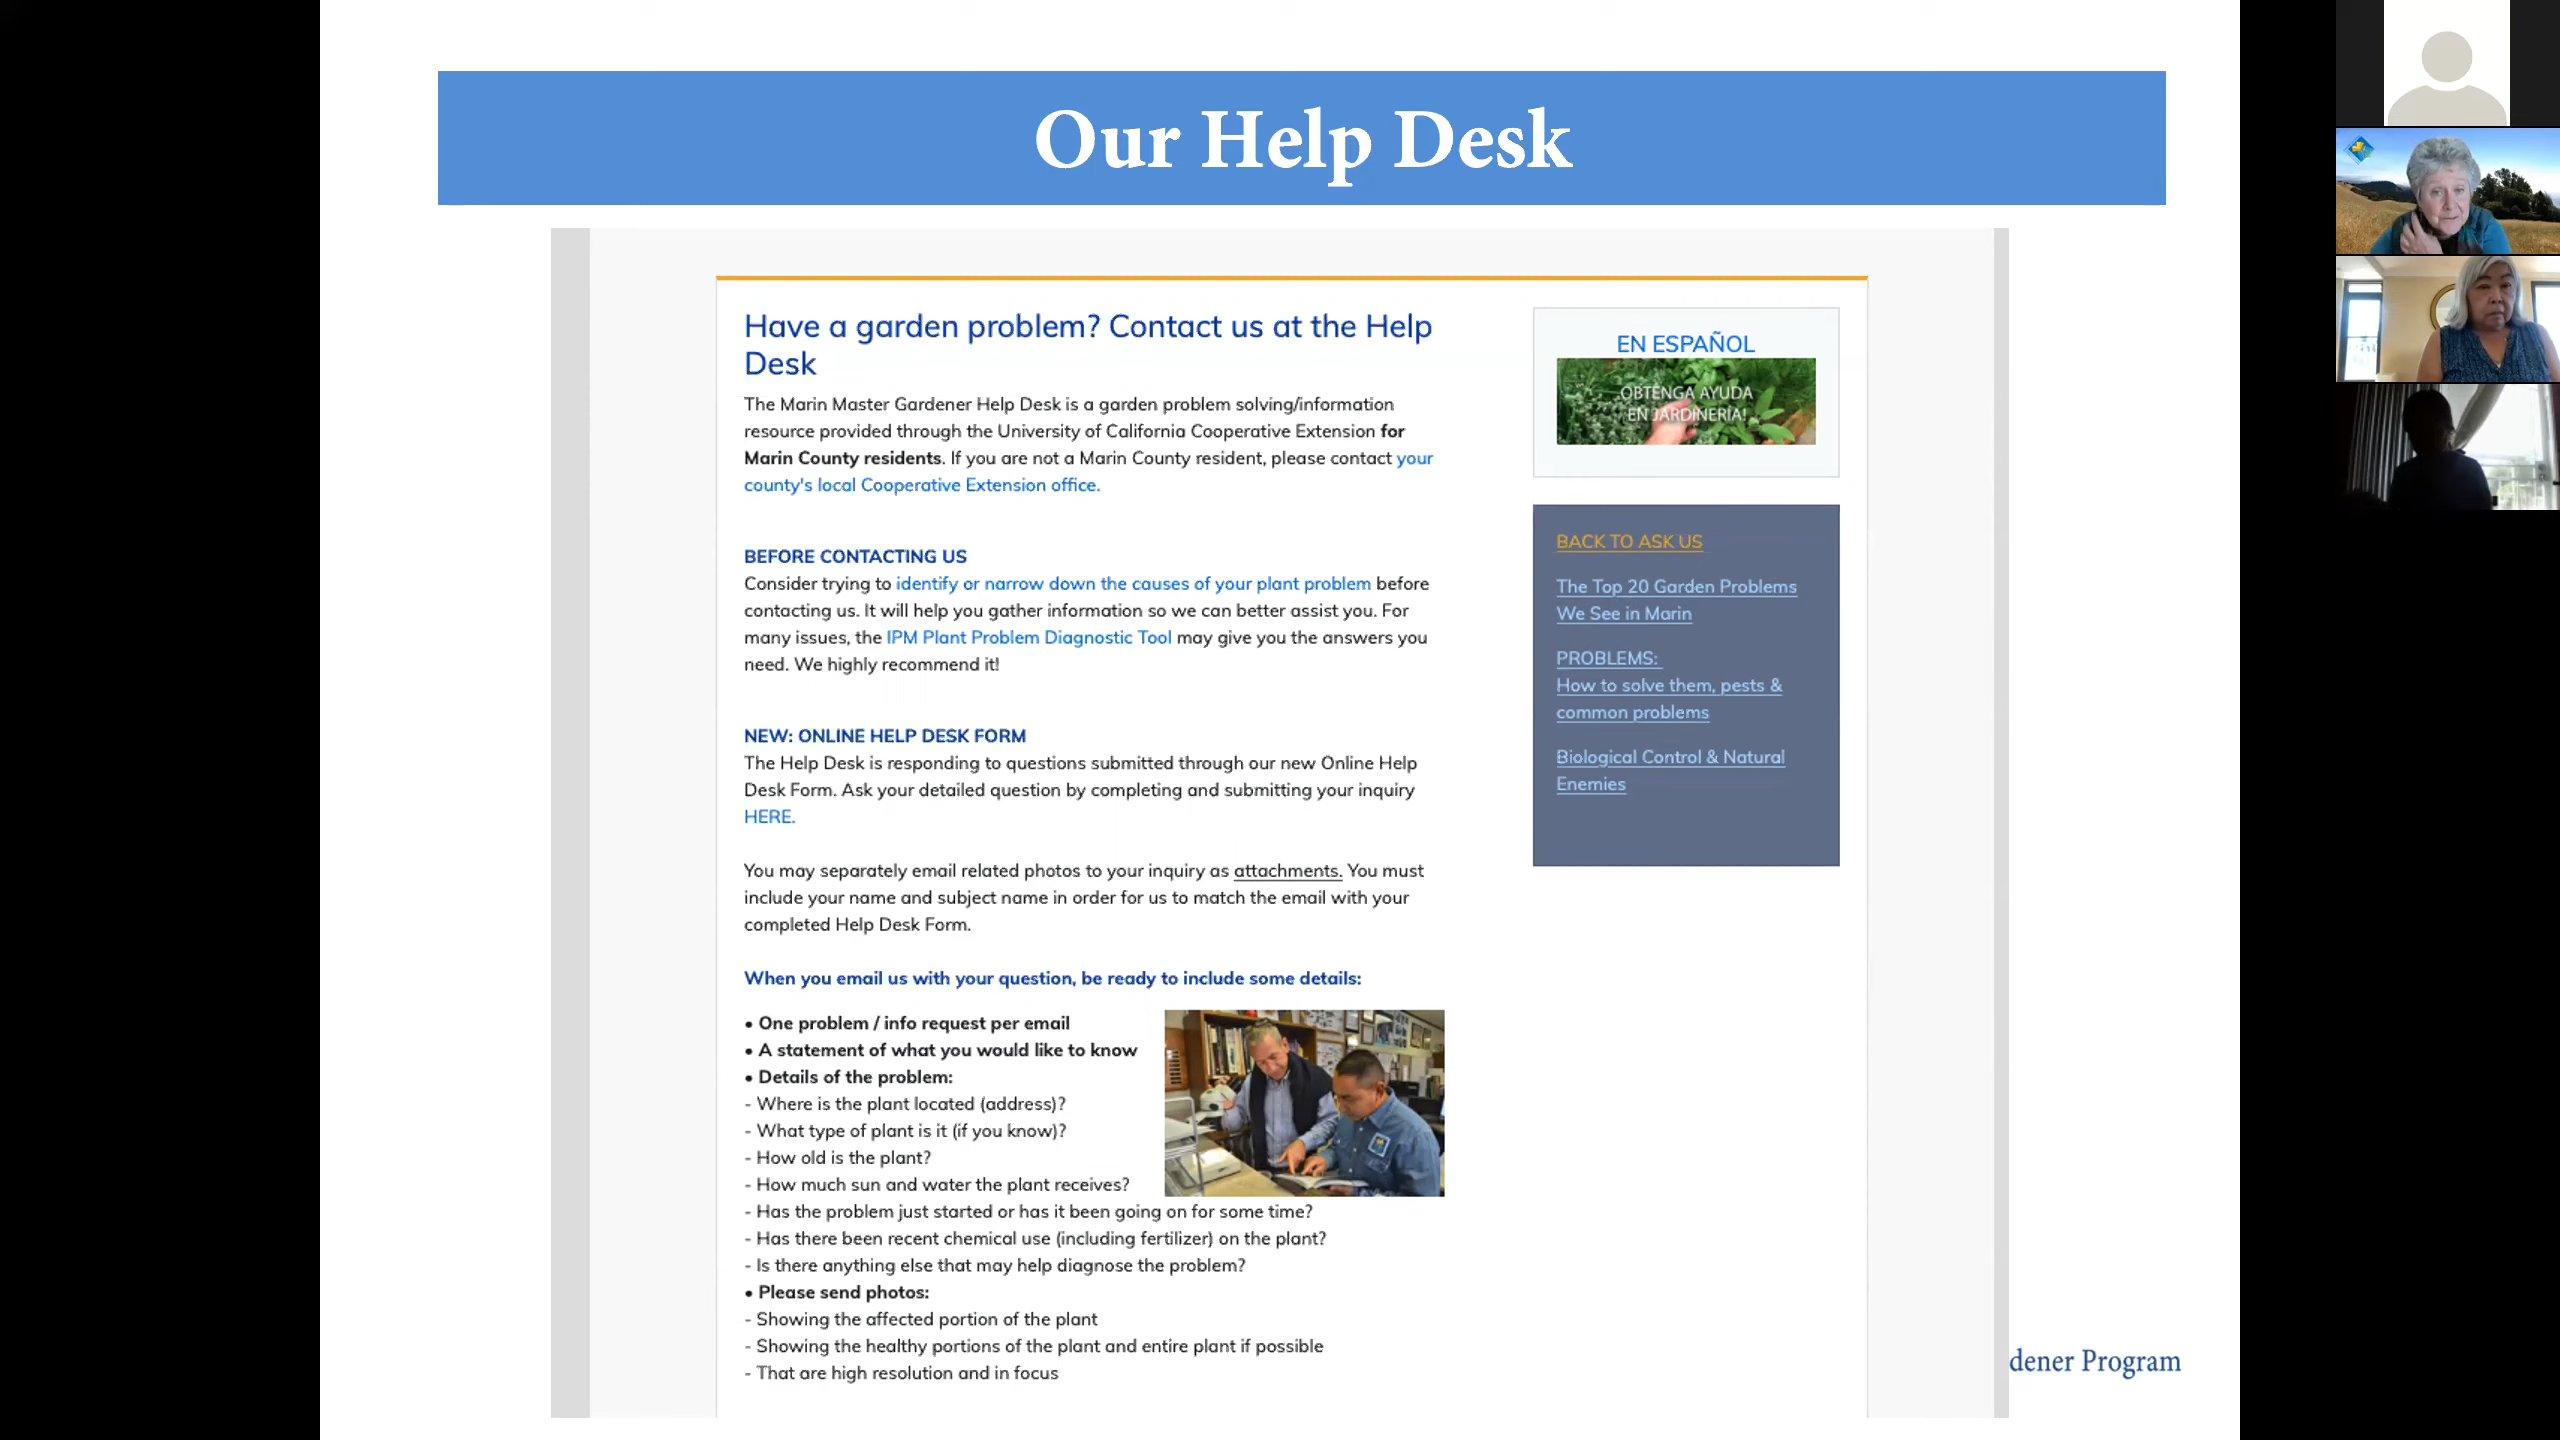 Our Help Desk
Have a garden problem? Contact us at the Help
Desk
The Marin Master Gardener Help Desk is a garden problem solving/information
resource provided through the University of California Cooperative Extension for
Marin County residents. If you are not a Marin County resident, please contact your
county's local Cooperative Extension office.
BEFORE CONTACTING US
Consider trying to identify or narrow down the causes of your plant problem before
contacting us. It will help you gather information so we can better assist you. For
many issues, the IPM Plant Problem Diagnostic Tool may give you the answers you
need. We highly recommend it!
NEW: ONLINE HELP DESK FORM
The Help Desk is responding to questions submitted through our new Online Help
Desk Form. Ask your detailed question by completing and submitting your inquiry
HERE.
You may separately email related photos to your inquiry as attachments. You must
include your name and subject name in order for us to match the email with your
completed Help Desk Form.
When you email us with your question, be ready to include some details:
• One problem / info request per email
• A statement of what you would like to know
• Details of the problem:
- Where is the plant located (address)?
- What type of plant is it (if you know)?
- How old is the plant?
- How much sun and water the plant receives?
- Has the problem just started or has it been going on for some time?
- Has there been recent chemical use (including fertilizer) on the plant?
- Is there anything else that may help diagnose the problem?
• Please send photos:
- Showing the affected portion of the plant
- Showing the healthy portions of the plant and entire plant if possible
- That are high resolution and in focus
EN ESPAÑOL
OBTENGA AYUDA
EN JARDINERIA!
BACK TO ASK US
The Top 20 Garden Problems
We See in Marin
PROBLEMS:
How to solve them, pests &
common problems
Biological Control & Natural
Enemies
dener Program